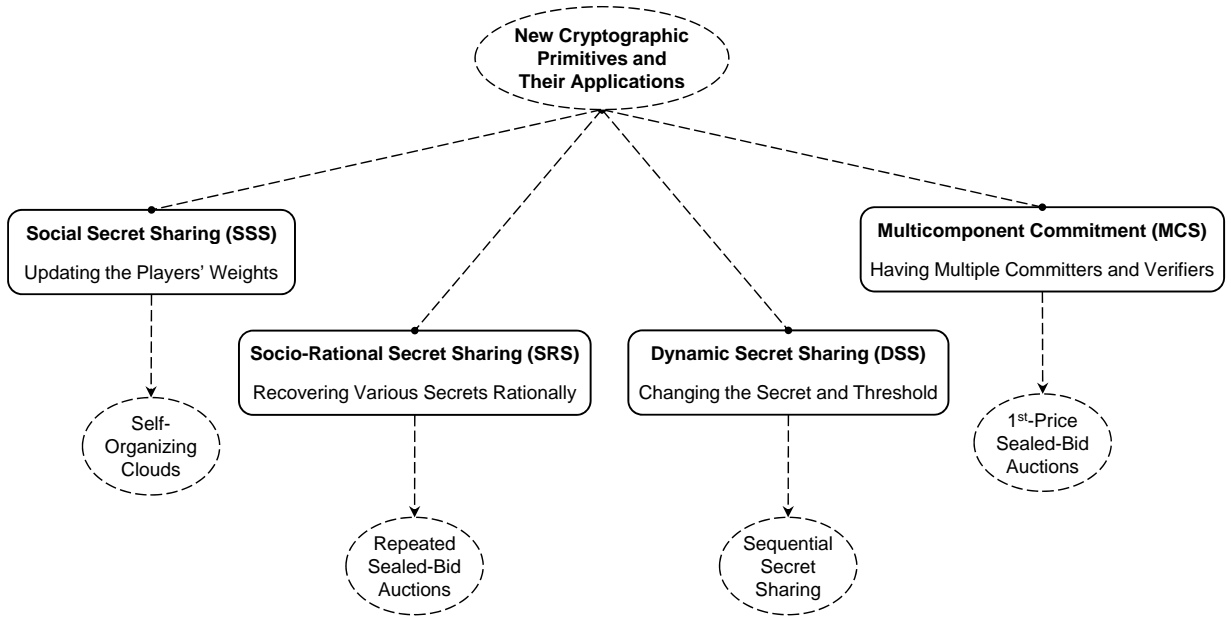 New Cryptographic
Primitives and
Their Applications
Social Secret Sharing (SSS)
Updating the Players’ Weights
Multicomponent Commitment (MCS)
Having Multiple Committers and Verifiers
Socio-Rational Secret Sharing (SRS)
Recovering Various Secrets Rationally
Dynamic Secret Sharing (DSS)
Changing the Secret and Threshold
Self-
Organizing
Clouds
1st-Price
Sealed-Bid
Auctions
Repeated
Sealed-Bid
Auctions
Sequential
Secret
Sharing